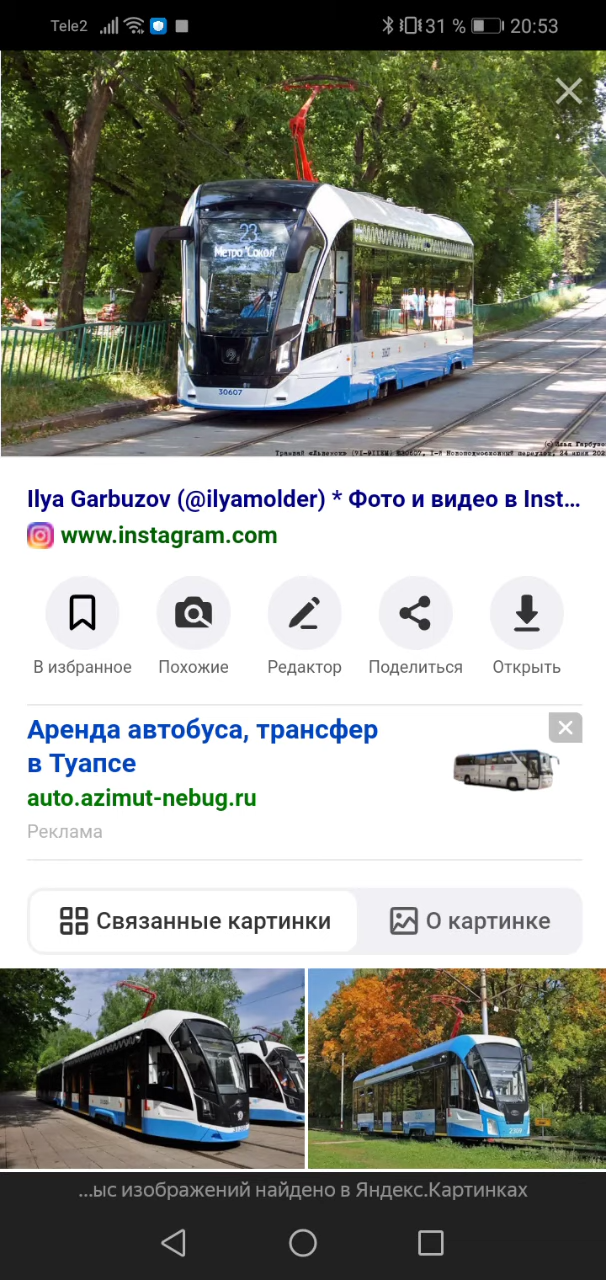 Tele2
31 %
20:53
23
Метро "Сокол"
30607
30607
Ilya Garbuzov (@ilyamolder) * Фото и видео в Inst...
www.instagram.com
В избранное
Похожие
Редактор
Поделиться
Открыть
Аренда автобуса, трансфер
в Туапсе
auto.azimut-nebug.ru
Реклама
Связанные картинки
О картинке
2309
...ыс изображений найдено в Яндекс.Картинках